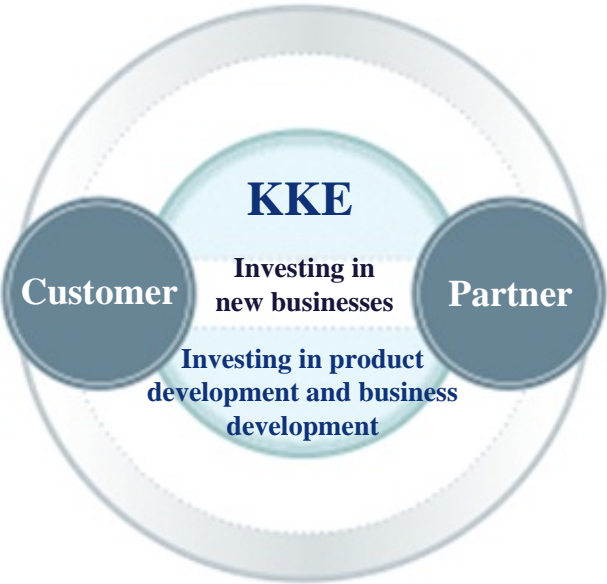 KKE
Investing in
new businesses
Customer
Partner
Investing in product
development and business
development